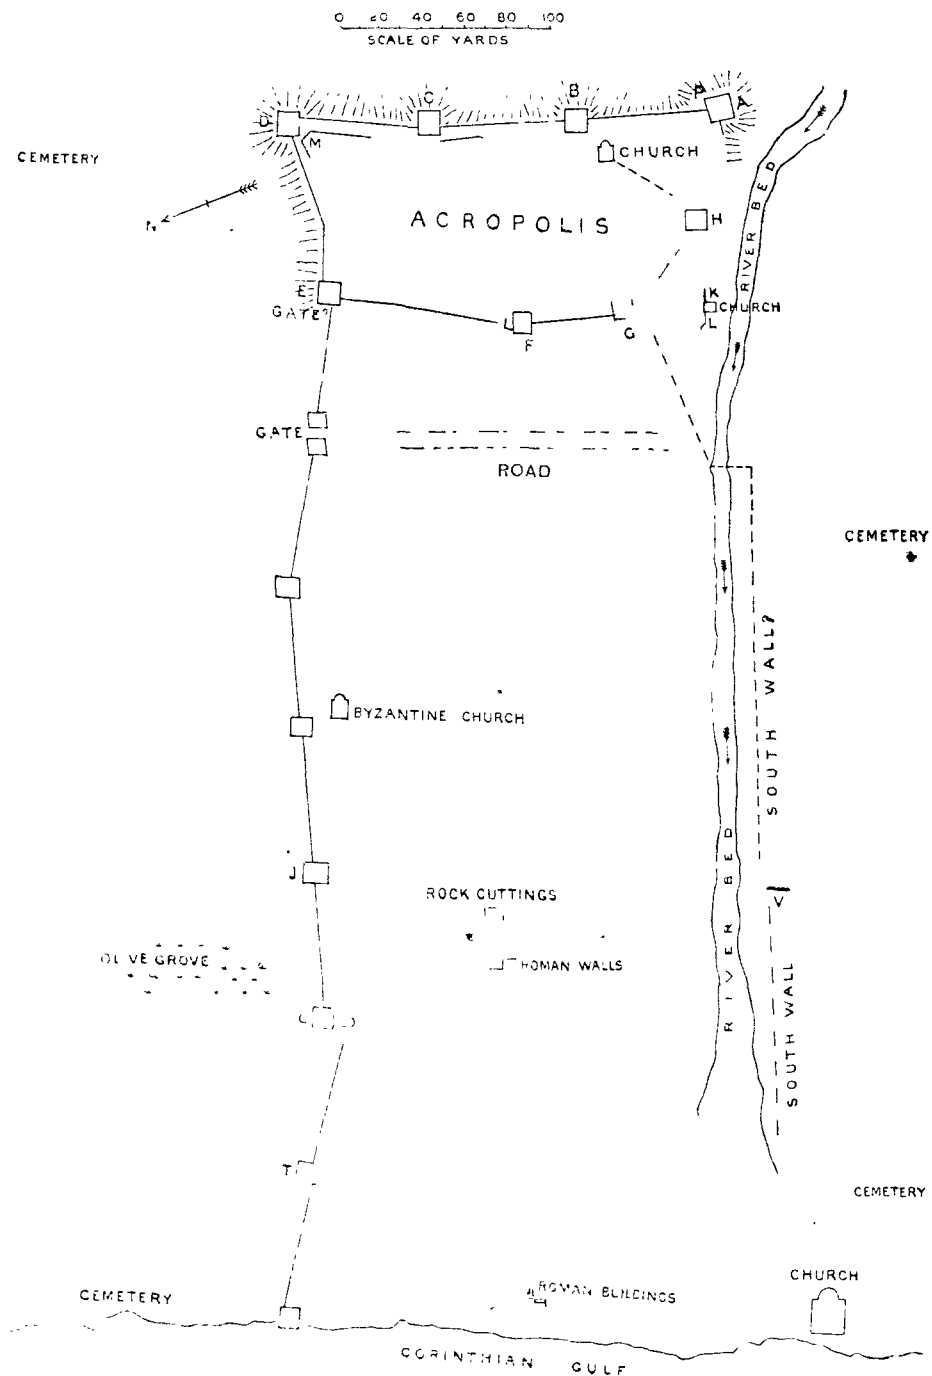 0 20 40 60 80 100
SCALE OF YARDS
D
C
B
A
M
CEMETERY
CHURCH
N
ACROPOLIS
H
RIVER BED
E
GATE?
K
CHURCH
L
F
G
GATE
ROAD
CEMETERY
SOUTH WALL?
BYZANTINE CHURCH
J
ROCK CUTTINGS
V
OLIVE GROVE
ROMAN WALLS
RIVER BED
SOUTH WALL
T
CEMETERY
CHURCH
CEMETERY
ROMAN BUILDINGS
CORINTHIAN GULF